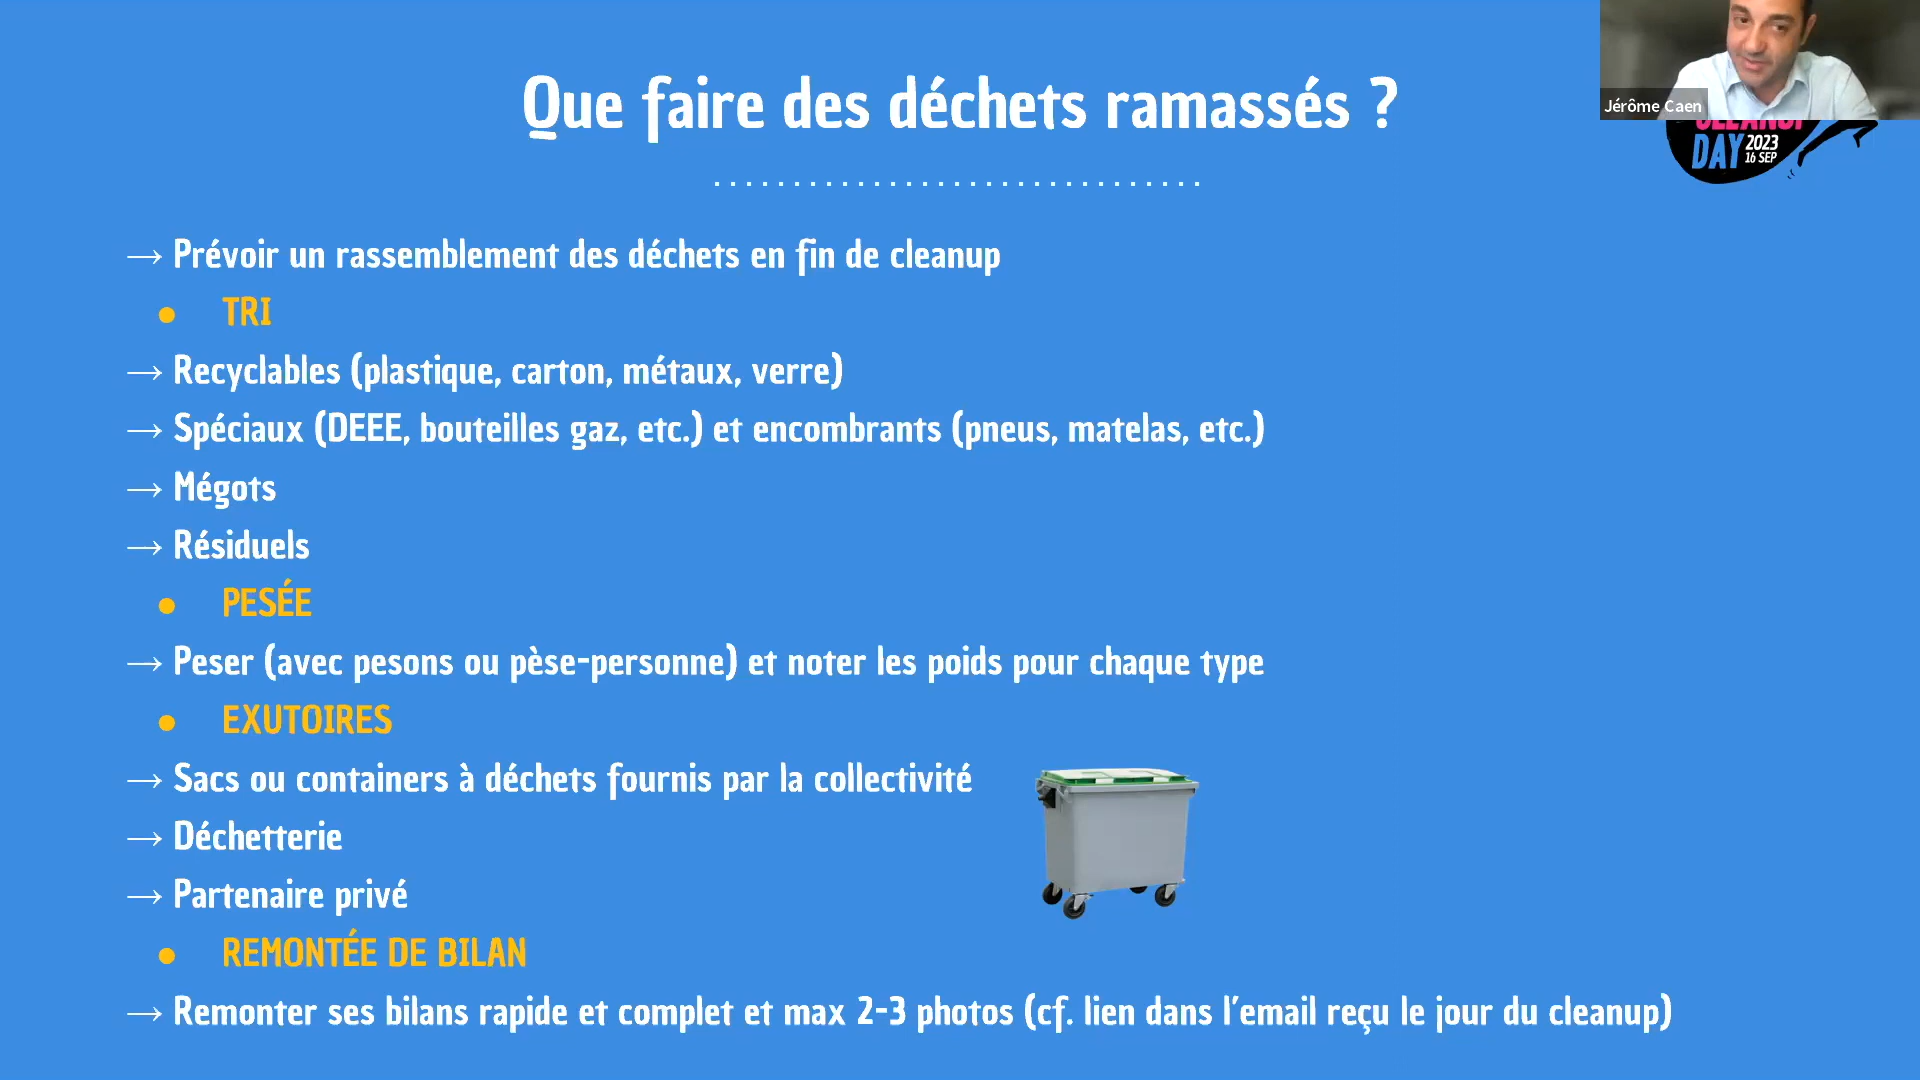 Que faire des déchets ramassés ?
Jérôme Caen
DAY 2023
16 SEP
→ Prévoir un rassemblement des déchets en fin de cleanup
● TRI
→ Recyclables (plastique, carton, métaux, verre)
→ Spéciaux (DEEE, bouteilles gaz, etc.) et encombrants (pneus, matelas, etc.)
→ Mégots
→ Résiduels
● PESÉE
→ Peser (avec pesons ou pèse-personne) et noter les poids pour chaque type
● EXUTOIRES
→ Sacs ou containers à déchets fournis par la collectivité
→ Déchetterie
→ Partenaire privé
● REMONTÉE DE BILAN
→ Remonter ses bilans rapide et complet et max 2-3 photos (cf. lien dans l'email reçu le jour du cleanup)